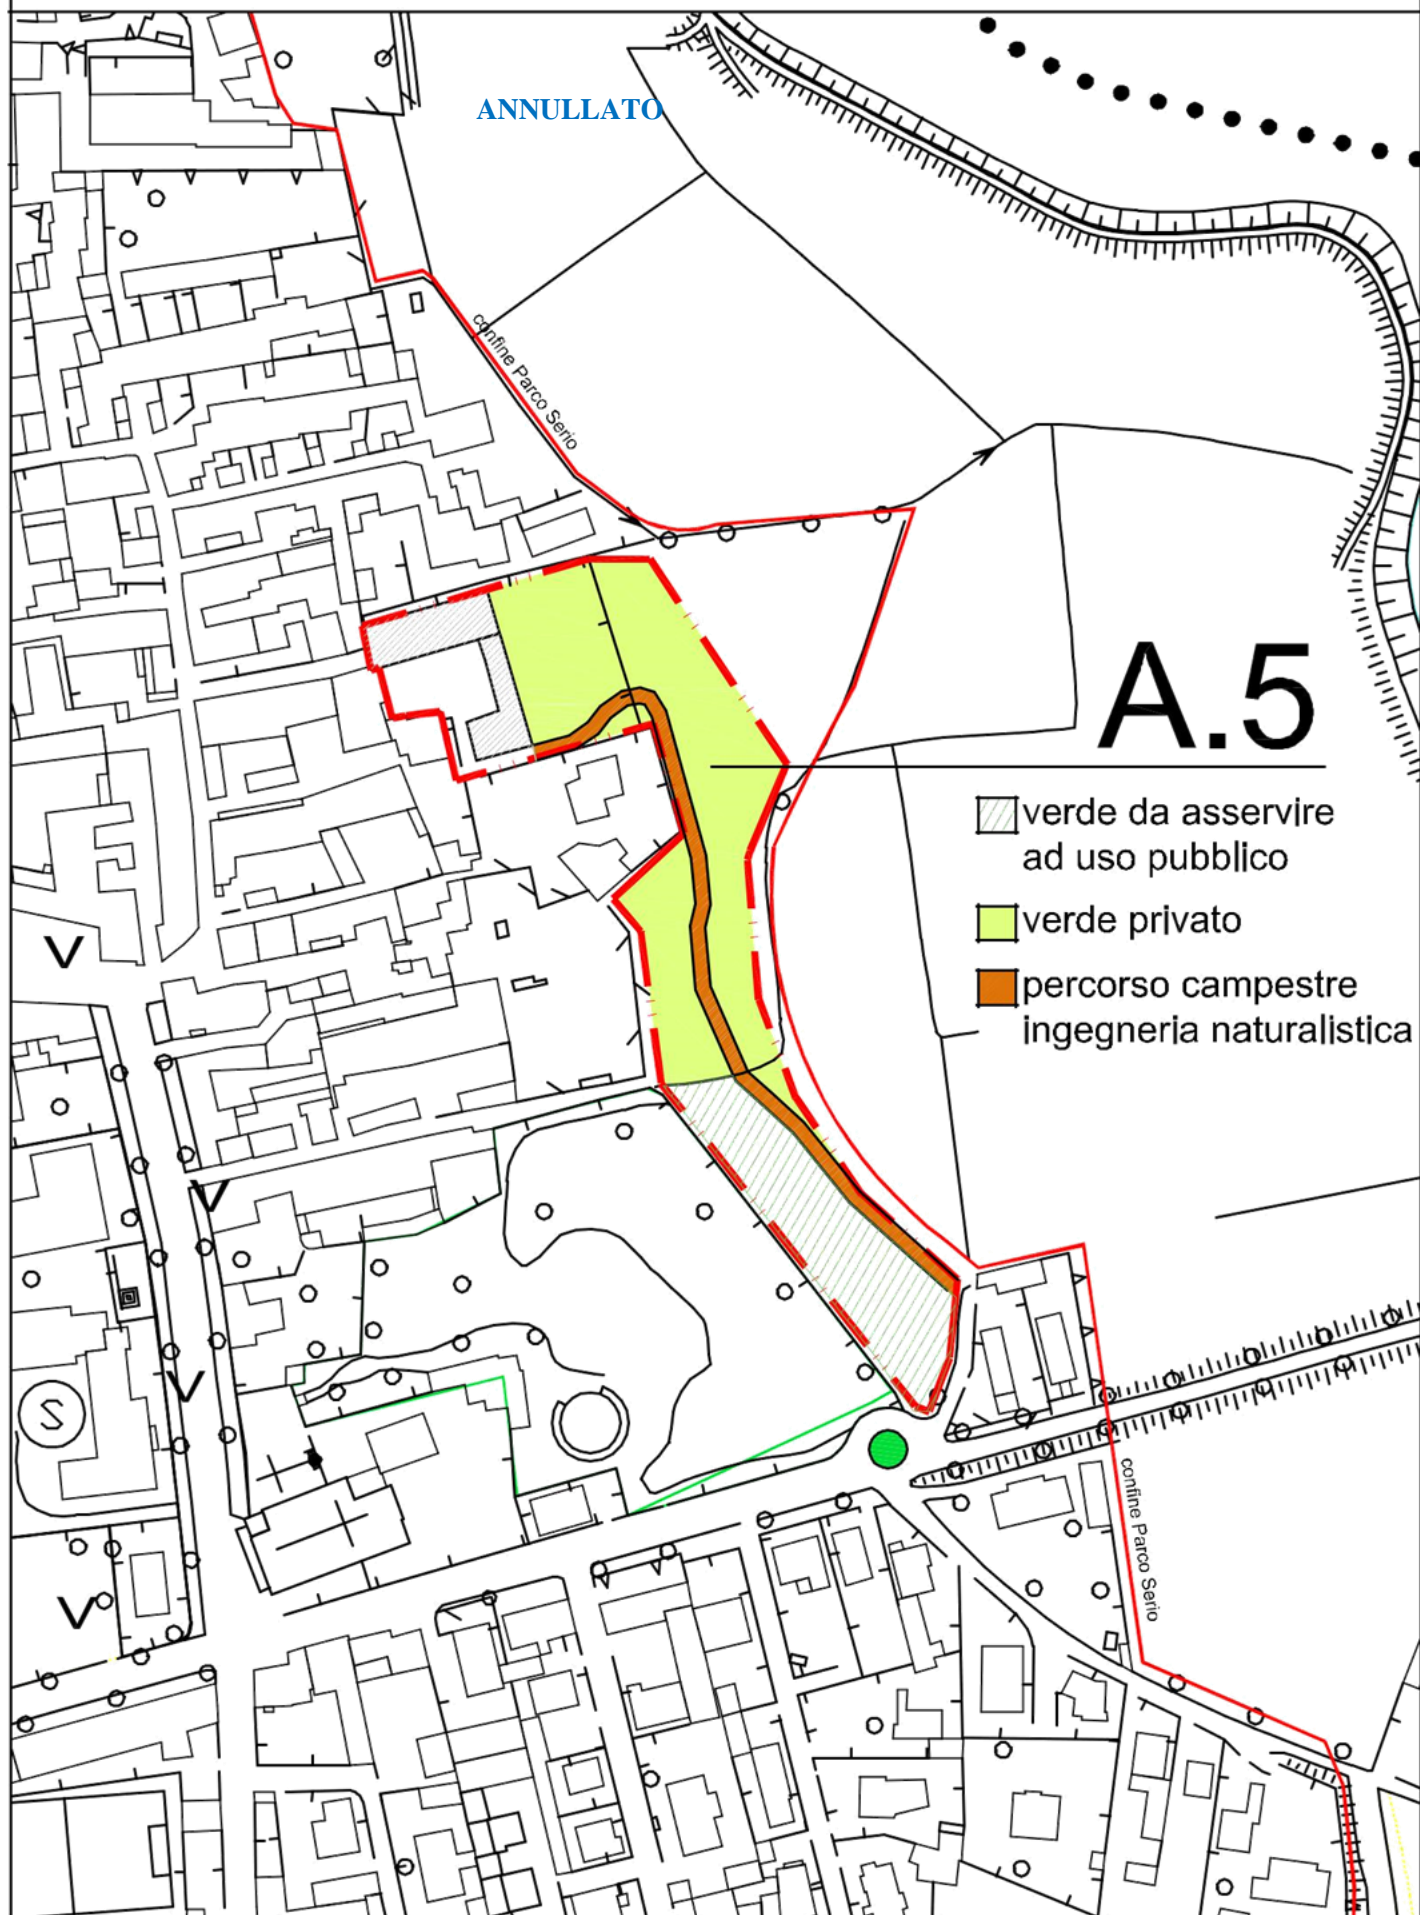 ANNULLATO
confine Parco Serio
A.5
verde da asservire
ad uso pubblico
verde privato
percorso campestre
ingegneria naturalistica
V
V
V
S
confine Parco Serio
V